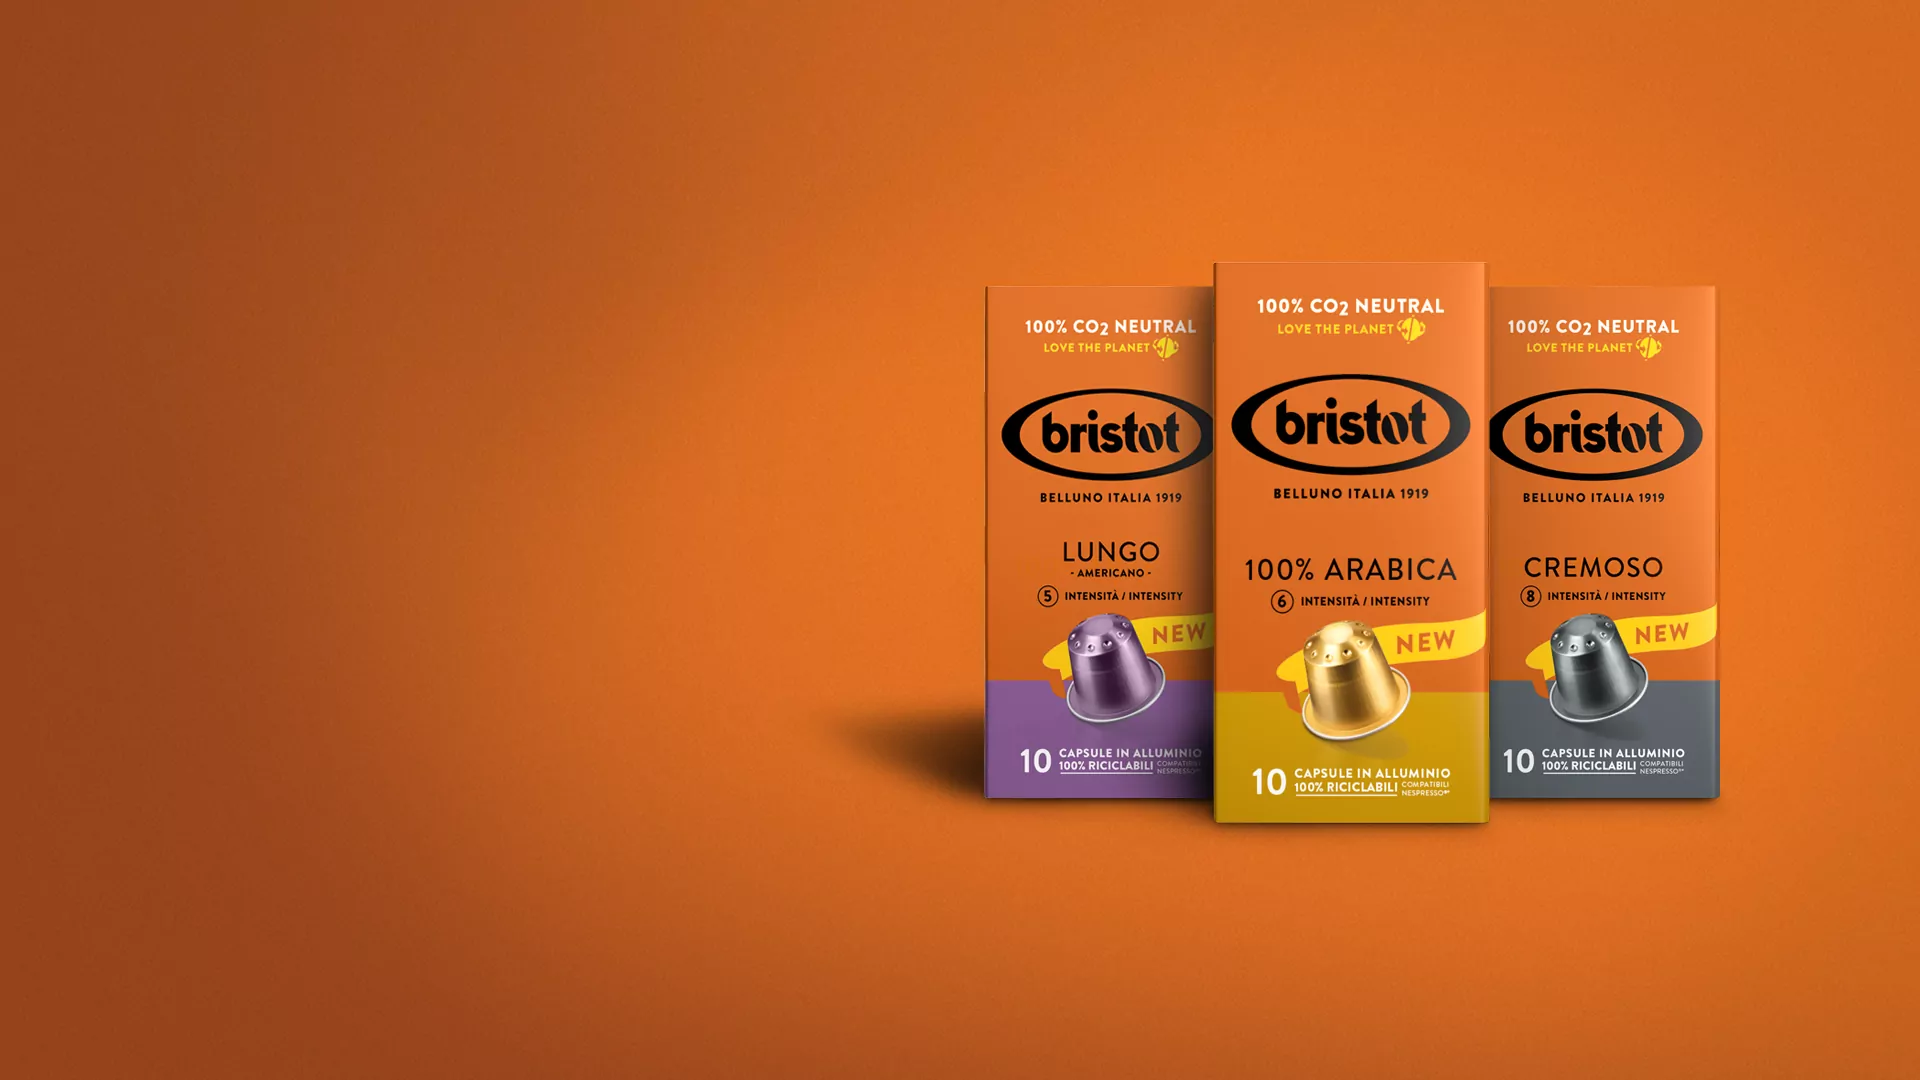 100% CO2 NEUTRAL
LOVE THE PLANET
bristot
BELLUNO ITALIA 1919
LUNGO
- AMERICANO -
5 INTENSITÀ / INTENSITY
NEW
10 CAPSULE IN ALLUMINIO
100% RICICLABILI COMPATIBILI
NESPRESSO®*
100% CO2 NEUTRAL
LOVE THE PLANET
bristot
BELLUNO ITALIA 1919
100% ARABICA
6 INTENSITÀ / INTENSITY
NEW
10 CAPSULE IN ALLUMINIO
100% RICICLABILI COMPATIBILI
NESPRESSO®*
100% CO2 NEUTRAL
LOVE THE PLANET
bristot
BELLUNO ITALIA 1919
CREMOSO
8 INTENSITÀ / INTENSITY
NEW
10 CAPSULE IN ALLUMINIO
100% RICICLABILI COMPATIBILI
NESPRESSO®*